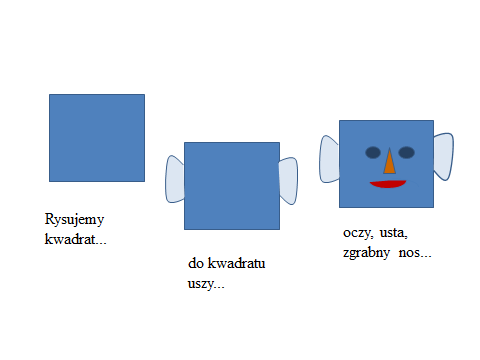 Rysujemy
kwadrat...
do kwadratu
uszy...
oczy, usta,
zgrabny nos...